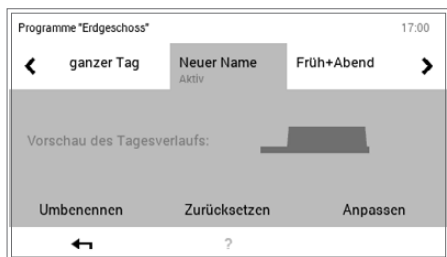 Programme "Erdgeschoss" 17:00
ganzer Tag Neuer Name Früh+Abend
Aktiv
Vorschau des Tagesverlaufs:
Umbenennen Zurücksetzen Anpassen
?